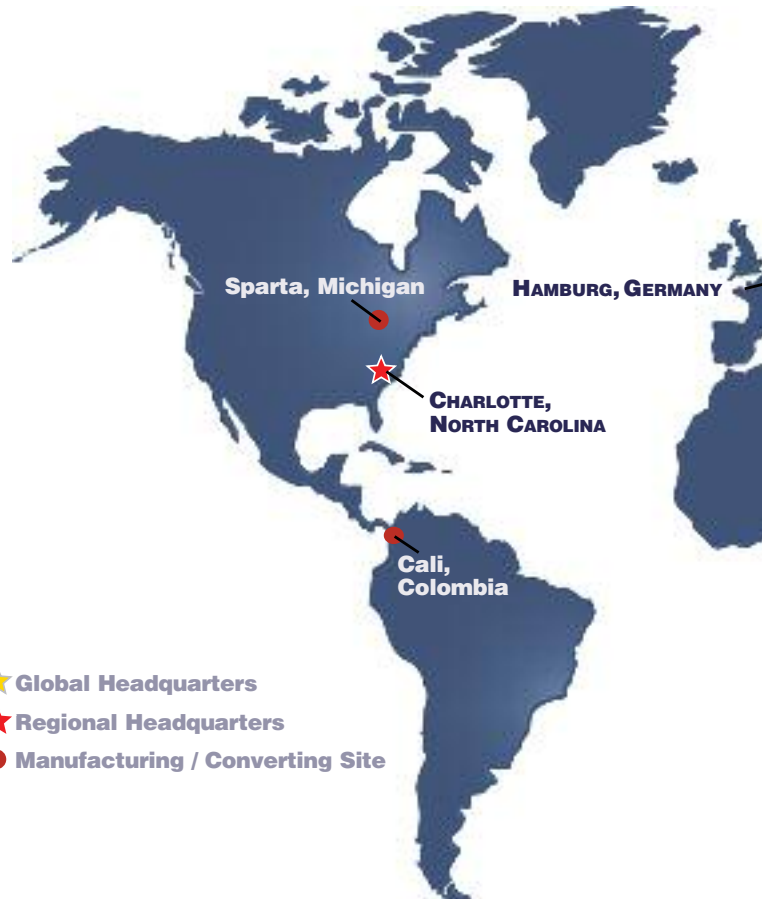 Sparta, Michigan
HAMBURG, GERMANY
CHARLOTTE,
NORTH CAROLINA
Cali,
Colombia
Global Headquarters
Regional Headquarters
Manufacturing / Converting Site